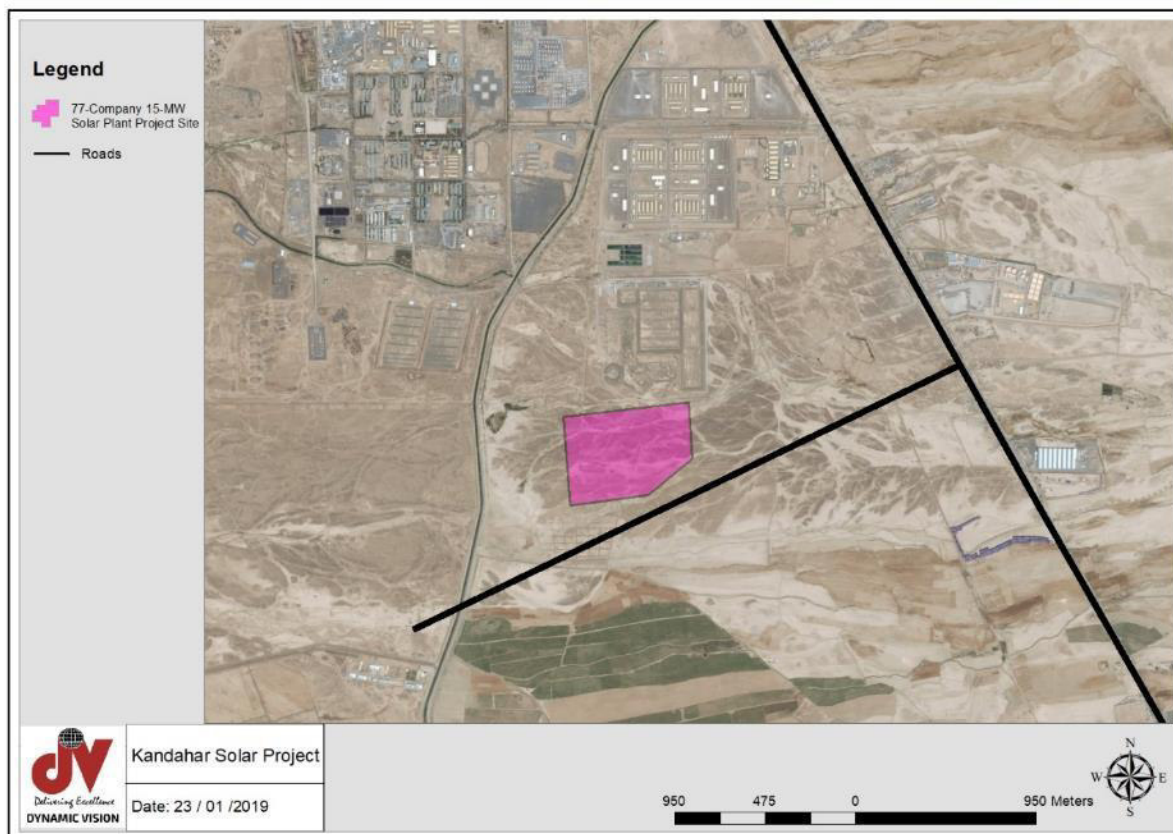 Legend
77-Company 15-MW
Solar Plant Project Site
Roads
dv
Delivering Excellence
DYNAMIC VISION
Kandahar Solar Project
Date: 23 / 01 /2019
950 475 0 950 Meters
N
W E
S